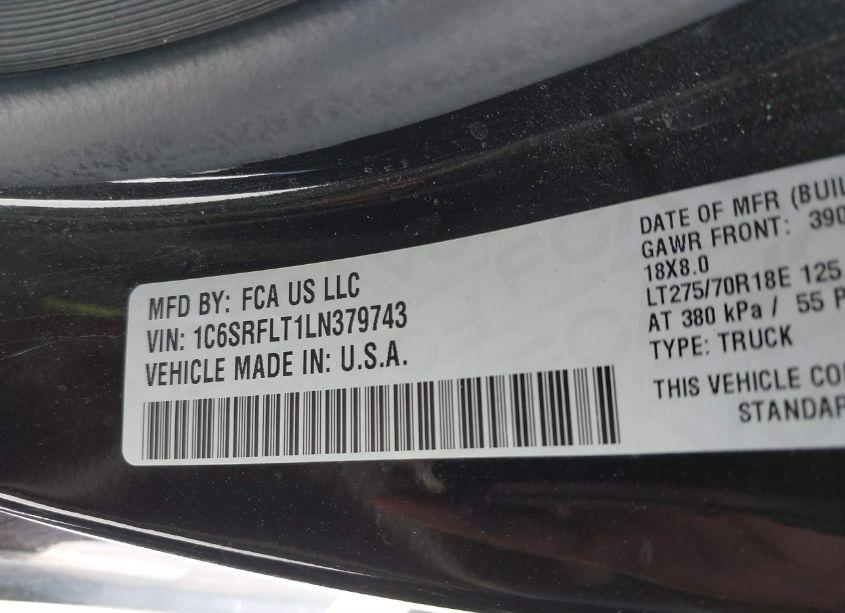 MFD BY: FCA US LLC
VIN: 1C6SRFLT1LN379743
VEHICLE MADE IN: U.S.A.
DATE OF MFR (BUIL
GAWR FRONT: 390
18X8.0
LT275/70R18E 125
AT 380 kPa / 55 P
TYPE: TRUCK
THIS VEHICLE CO
STANDAR